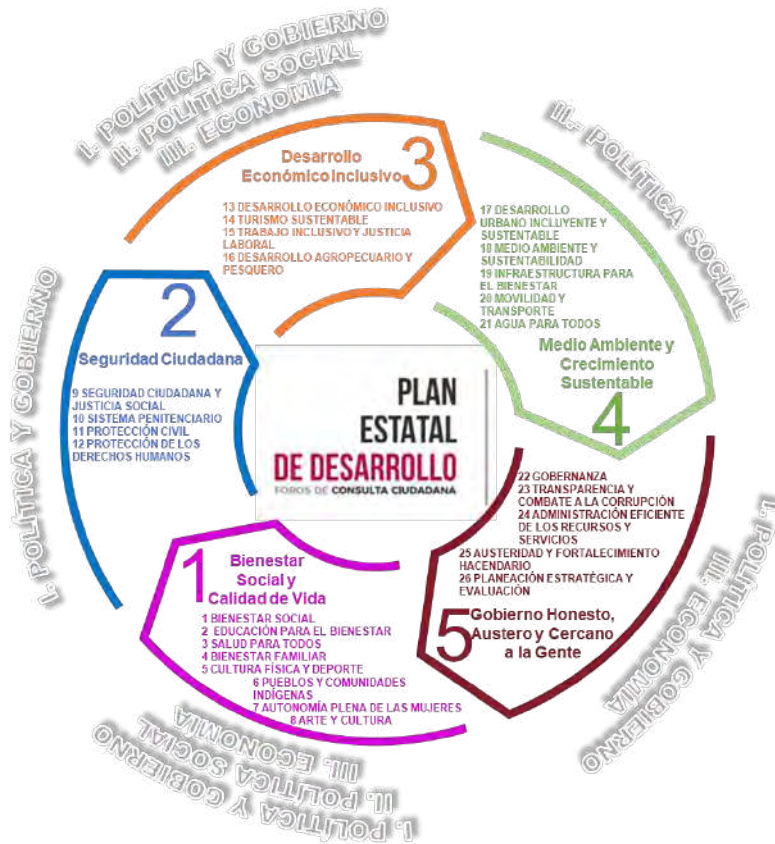 I. POLÍTICA Y GOBIERNO
II. POLÍTICA SOCIAL
III. ECONOMÍA
3
Desarrollo
Económico Inclusivo
13 DESARROLLO ECONÓMICO INCLUSIVO
14 TURISMO SUSTENTABLE
15 TRABAJO INCLUSIVO Y JUSTICIA
LABORAL
16 DESARROLLO AGROPECUARIO Y
PESQUERO
II.- POLÍTICA SOCIAL
17 DESARROLLO
URBANO INCLUYENTE Y
SUSTENTABLE
18 MEDIO AMBIENTE Y
SUSTENTABILIDAD
19 INFRAESTRUCTURA PARA
EL BIENESTAR
20 MOVILIDAD Y
TRANSPORTE
21 AGUA PARA TODOS
Medio Ambiente y
Crecimiento
Sustentable
4
I. POLÍTICA Y GOBIERNO
2
Seguridad Ciudadana
9 SEGURIDAD CIUDADANA Y
JUSTICIA SOCIAL
10 SISTEMA PENITENCIARIO
11 PROTECCIÓN CIVIL
12 PROTECCIÓN DE LOS
DERECHOS HUMANOS
PLAN
ESTATAL
DE DESARROLLO
FOROS DE CONSULTA CIUDADANA
22 GOBERNANZA
23 TRANSPARENCIA Y
COMBATE A LA CORRUPCIÓN
24 ADMINISTRACIÓN EFICIENTE
DE LOS RECURSOS Y
SERVICIOS
25 AUSTERIDAD Y FORTALECIMIENTO
HACENDARIO
26 PLANEACIÓN ESTRATÉGICA Y
EVALUACIÓN
5
Gobierno Honesto,
Austero y Cercano
a la Gente
I. POLÍTICA Y GOBIERNO
III. ECONOMÍA
1
Bienestar
Social y
Calidad de Vida
1 BIENESTAR SOCIAL
2 EDUCACIÓN PARA EL BIENESTAR
3 SALUD PARA TODOS
4 BIENESTAR FAMILIAR
5 CULTURA FÍSICA Y DEPORTE
6 PUEBLOS Y COMUNIDADES
INDÍGENAS
7 AUTONOMÍA PLENA DE LAS MUJERES
8 ARTE Y CULTURA
I. POLÍTICA Y GOBIERNO
II. POLÍTICA SOCIAL
III. ECONOMÍA